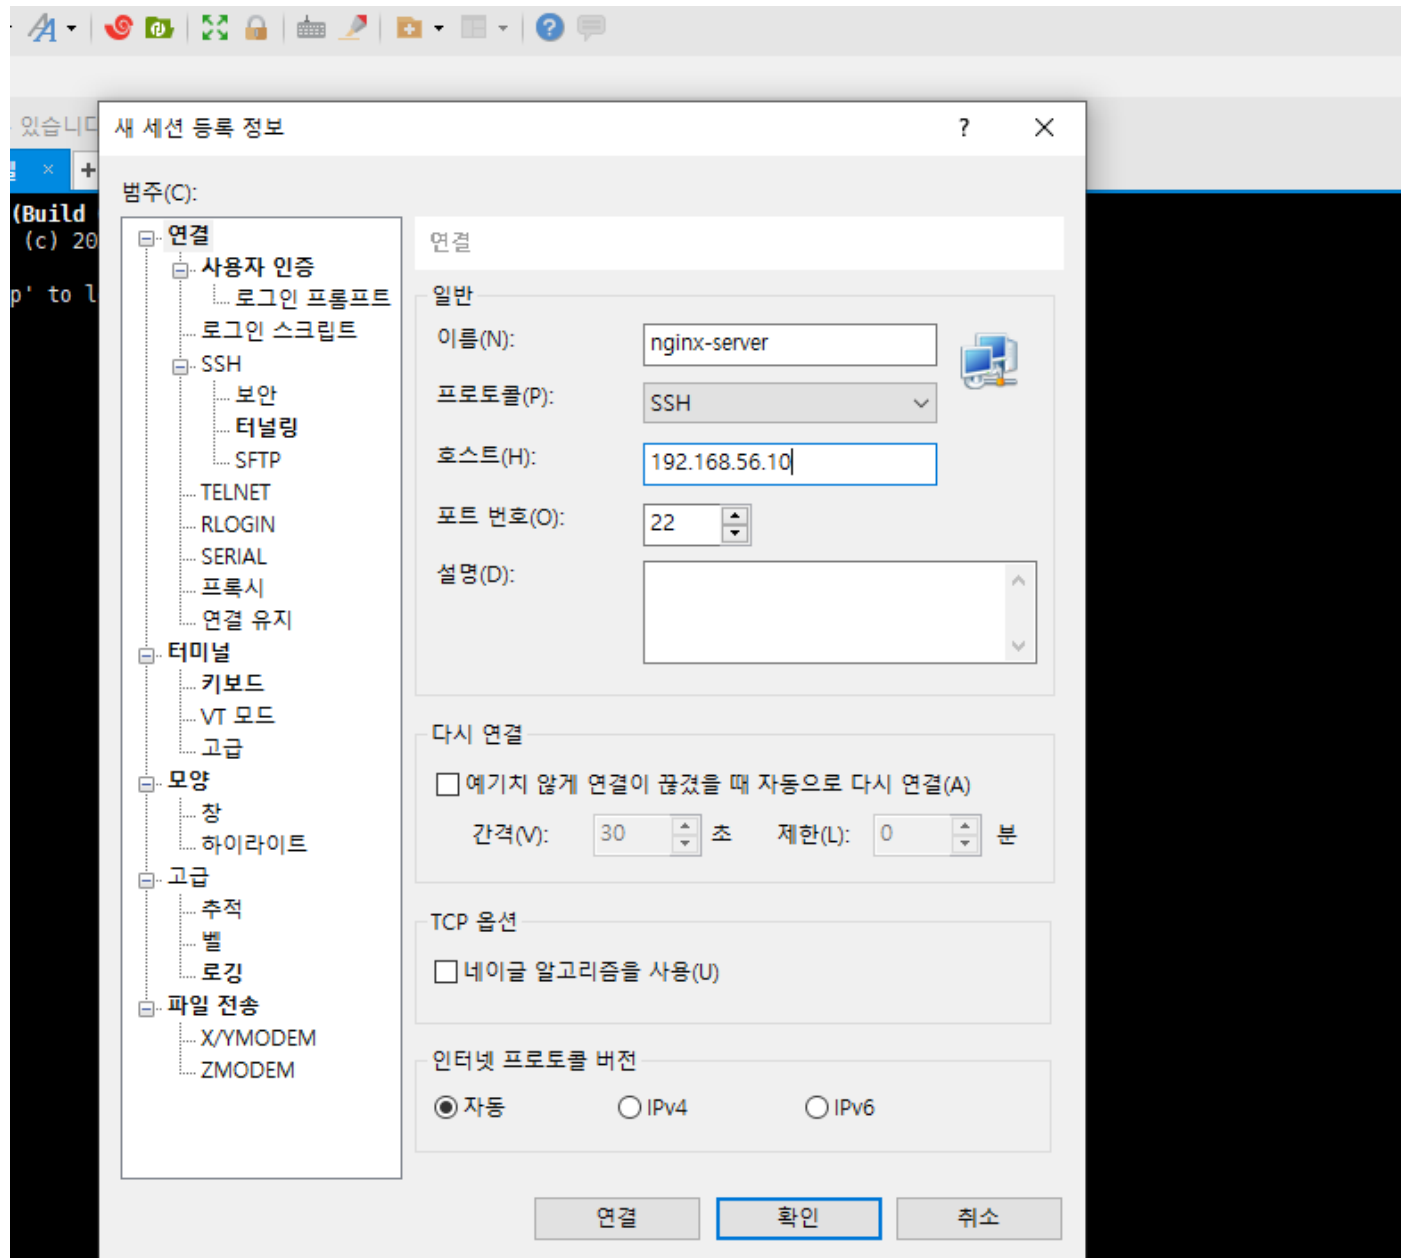 있습니다
새 세션 등록 정보
범주(C):
(Build
(c) 20
p' to l
연결
사용자 인증
로그인 프롬프트
로그인 스크립트
SSH
보안
터널링
SFTP
TELNET
RLOGIN
SERIAL
프록시
연결 유지
터미널
키보드
VT 모드
고급
모양
창
하이라이트
고급
추적
벨
로깅
파일 전송
X/YMODEM
ZMODEM
연결
일반
이름(N): nginx-server
프로토콜(P): SSH
호스트(H): 192.168.56.10
포트 번호(O): 22
설명(D):
다시 연결
예기치 않게 연결이 끊겼을 때 자동으로 다시 연결(A)
간격(V): 30 초 제한(L): 0 분
TCP 옵션
네이글 알고리즘을 사용(U)
인터넷 프로토콜 버전
자동 IPv4 IPv6
연결 확인 취소